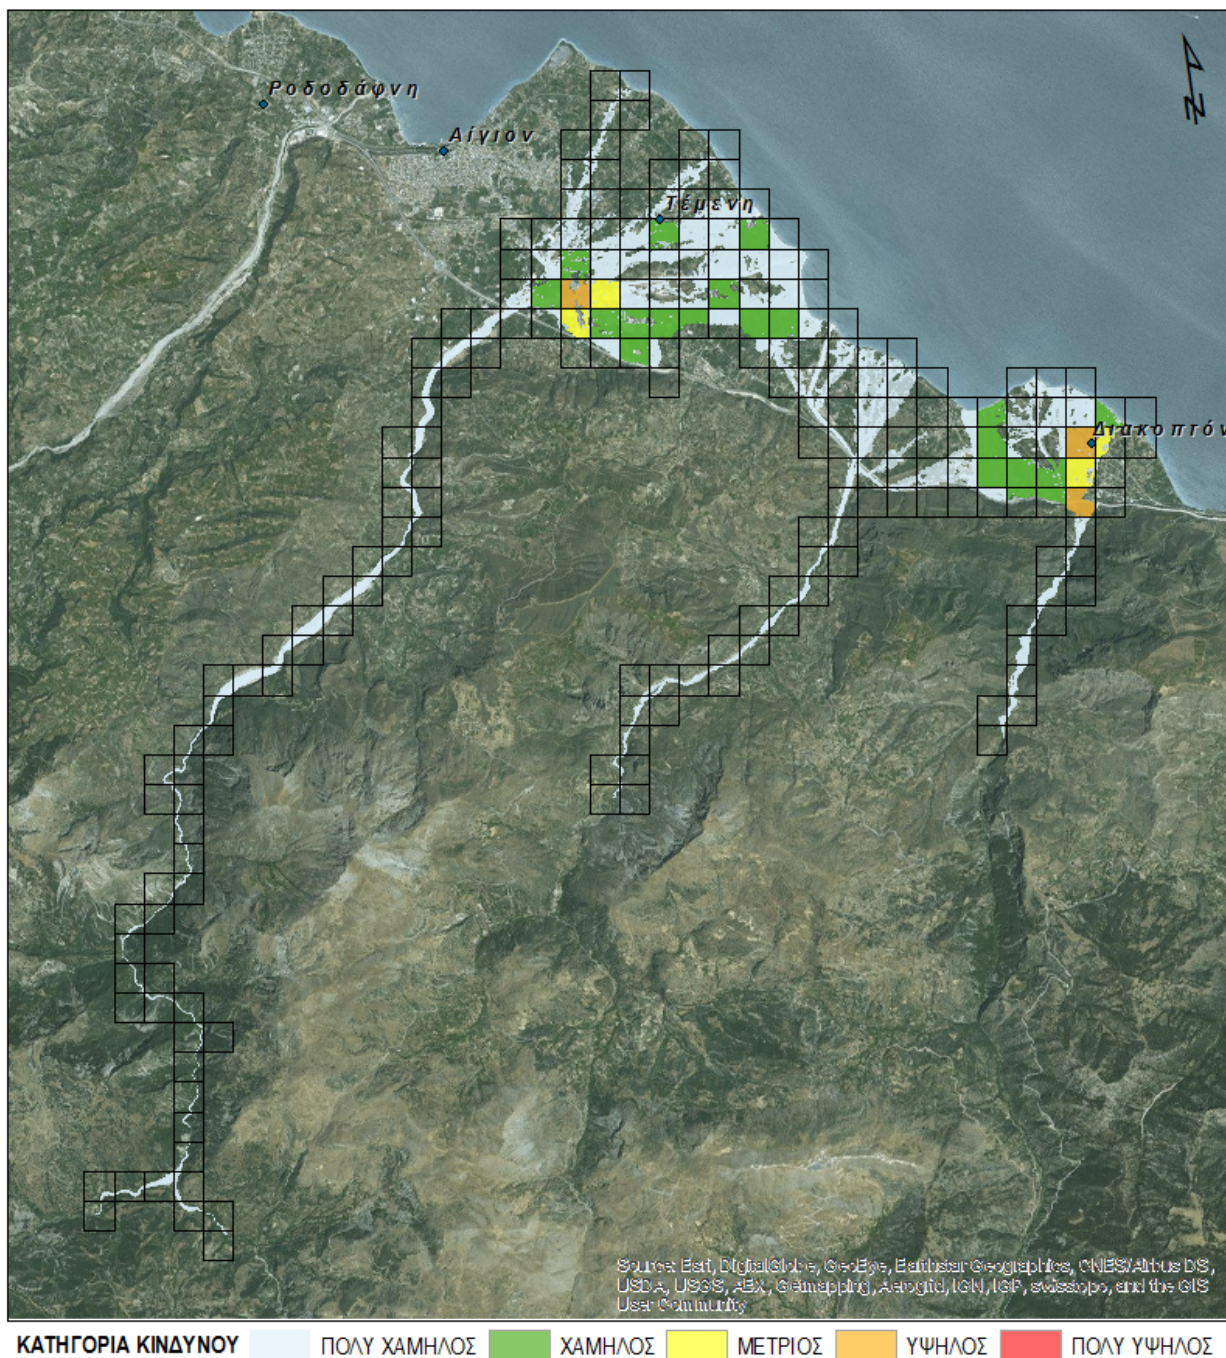 Ν
Ροδοδάφνη
Αίγιον
Τέμενη
Διακοπτόν
Source: Esri, DigitalGlobe, GeoEye, Earthstar Geographics, CNES/Airbus DS,
USDA, USGS, AEX, Getmapping, Aerogrid, IGN, IGP, swisstopo, and the GIS
User Community
ΚΑΤΗΓΟΡΙΑ ΚΙΝΔΥΝΟΥ ΠΟΛΥ ΧΑΜΗΛΟΣ ΧΑΜΗΛΟΣ ΜΕΤΡΙΟΣ ΥΨΗΛΟΣ ΠΟΛΥ ΥΨΗΛΟΣ